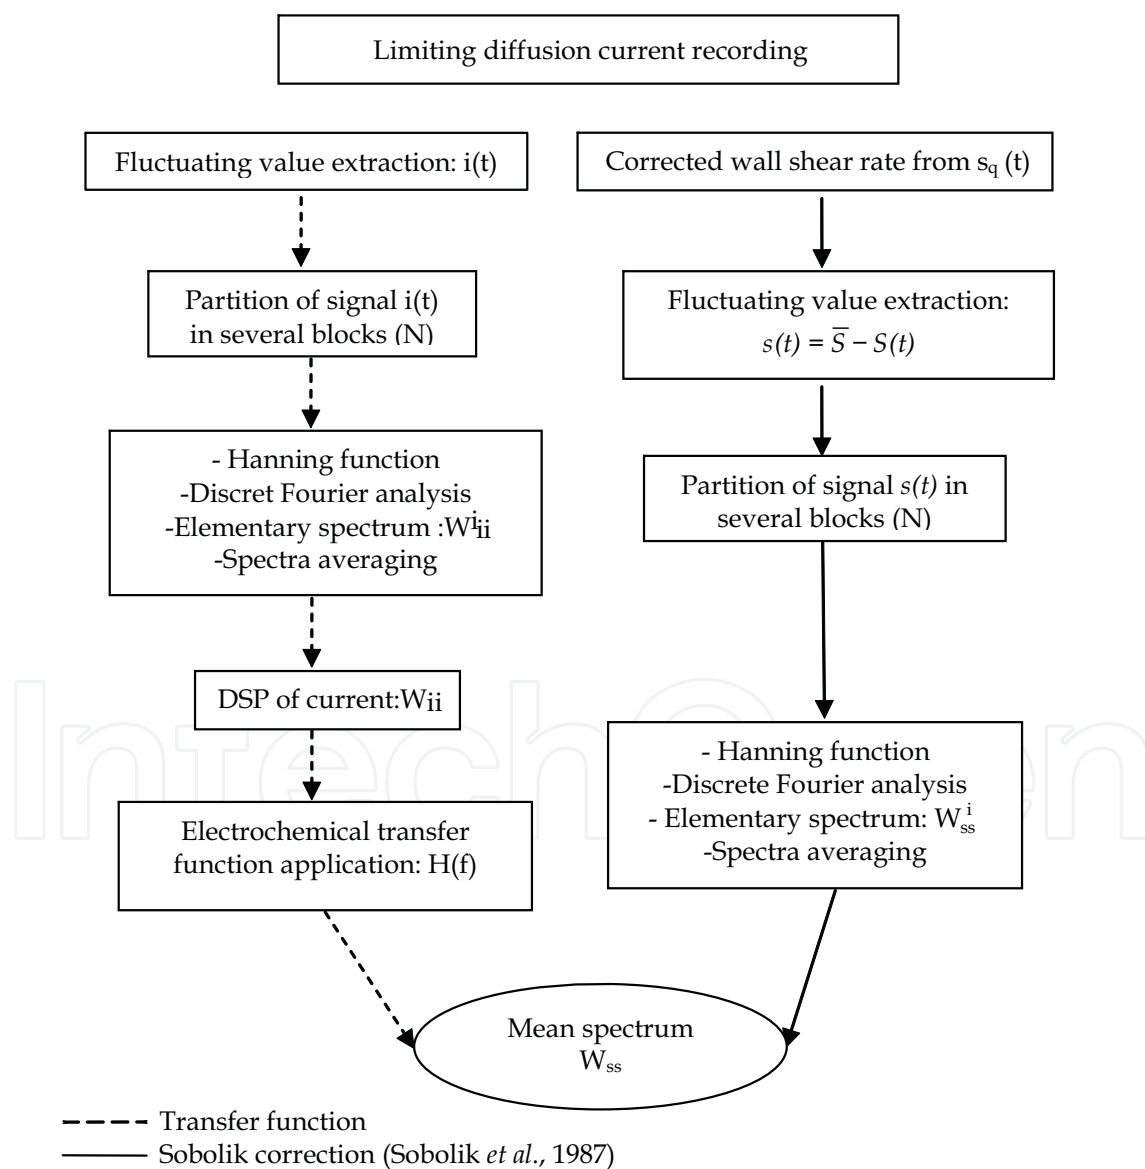 Limiting diffusion current recording
Fluctuating value extraction: i(t)
Partition of signal i(t)
in several blocks (N)
- Hanning function
-Discret Fourier analysis
-Elementary spectrum :W^i_ii
-Spectra averaging
DSP of current:W_ii
Electrochemical transfer
function application: H(f)
Corrected wall shear rate from s_q (t)
Fluctuating value extraction:
s(t) = S̅ − S(t)
Partition of signal s(t) in
several blocks (N)
- Hanning function
-Discrete Fourier analysis
- Elementary spectrum: W^i_ss
-Spectra averaging
Mean spectrum
W_ss
Transfer function
Sobolik correction (Sobolik et al., 1987)
IntechOpen